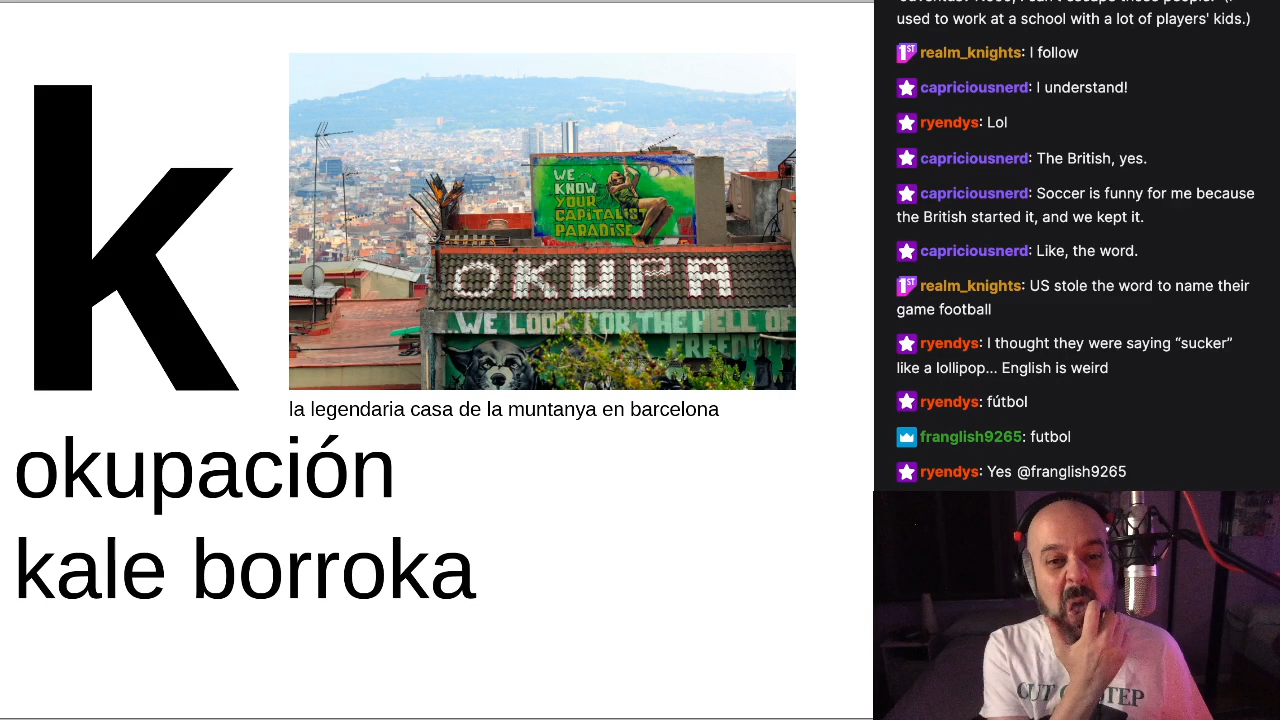 k
WE
KNOW
YOUR
CAPITALIST
PARADISE
OKUPA
...WE LOOK FOR THE HELL OF
FREEDOM
la legendaria casa de la muntanya en barcelona
okupación
kale borroka
used to work at a school with a lot of players' kids.)
realm_knights: I follow
capriciousnerd: I understand!
ryendys: Lol
capriciousnerd: The British, yes.
capriciousnerd: Soccer is funny for me because
the British started it, and we kept it.
capriciousnerd: Like, the word.
realm_knights: US stole the word to name their
game football
ryendys: I thought they were saying “sucker”
like a lollipop... English is weird
ryendys: fútbol
franglish9265: futbol
ryendys: Yes @franglish9265